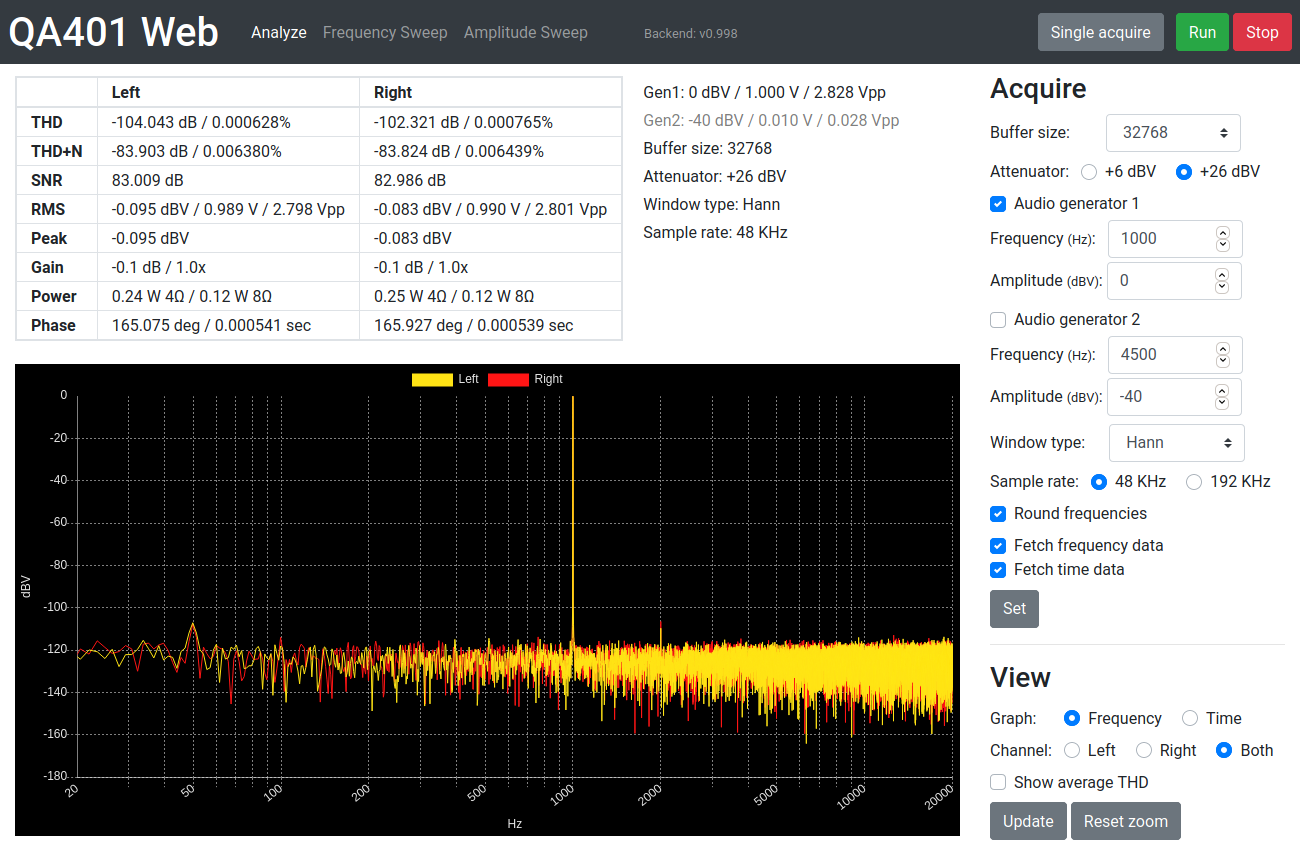 QA401 Web Analyze Frequency Sweep Amplitude Sweep Backend: v0.998 Single acquire Run Stop
Left Right
THD -104.043 dB / 0.000628% -102.321 dB / 0.000765%
THD+N -83.903 dB / 0.006380% -83.824 dB / 0.006439%
SNR 83.009 dB 82.986 dB
RMS -0.095 dBV / 0.989 V / 2.798 Vpp -0.083 dBV / 0.990 V / 2.801 Vpp
Peak -0.095 dBV -0.083 dBV
Gain -0.1 dB / 1.0x -0.1 dB / 1.0x
Power 0.24 W 4Ω / 0.12 W 8Ω 0.25 W 4Ω / 0.12 W 8Ω
Phase 165.075 deg / 0.000541 sec 165.927 deg / 0.000539 sec
Gen1: 0 dBV / 1.000 V / 2.828 Vpp
Gen2: -40 dBV / 0.010 V / 0.028 Vpp
Buffer size: 32768
Attenuator: +26 dBV
Window type: Hann
Sample rate: 48 KHz
Left Right
0
-20
-40
-60
-80
-100
-120
-140
-160
-180
dBV
20 50 100 200 500 1000 2000 5000 10000 20000
Hz
Acquire
Buffer size: 32768
Attenuator: +6 dBV +26 dBV
Audio generator 1
Frequency (Hz): 1000
Amplitude (dBV): 0
Audio generator 2
Frequency (Hz): 4500
Amplitude (dBV): -40
Window type: Hann
Sample rate: 48 KHz 192 KHz
Round frequencies
Fetch frequency data
Fetch time data
Set
View
Graph: Frequency Time
Channel: Left Right Both
Show average THD
Update Reset zoom